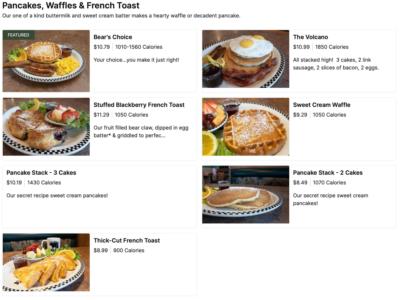 Pancakes, Waffles & French Toast
Our one of a kind buttermilk and sweet cream batter makes a hearty waffle or decadent pancake.
FEATURED
Bear's Choice
$10.79 | 1010-1560 Calories
Your choice...you make it just right!
The Volcano
$10.99 | 1850 Calories
All stacked high! 3 cakes, 2 link
sausage, 2 slices of bacon, 2 eggs.
Stuffed Blackberry French Toast
$11.29 | 1050 Calories
Our fruit filled bear claw, dipped in egg
batter* & griddled to perfec...
Sweet Cream Waffle
$9.29 | 1050 Calories
Pancake Stack - 3 Cakes
$10.19 | 1430 Calories
Our secret recipe sweet cream pancakes!
Pancake Stack - 2 Cakes
$8.49 | 1070 Calories
Our secret recipe sweet cream
pancakes!
Thick-Cut French Toast
$8.99 | 900 Calories